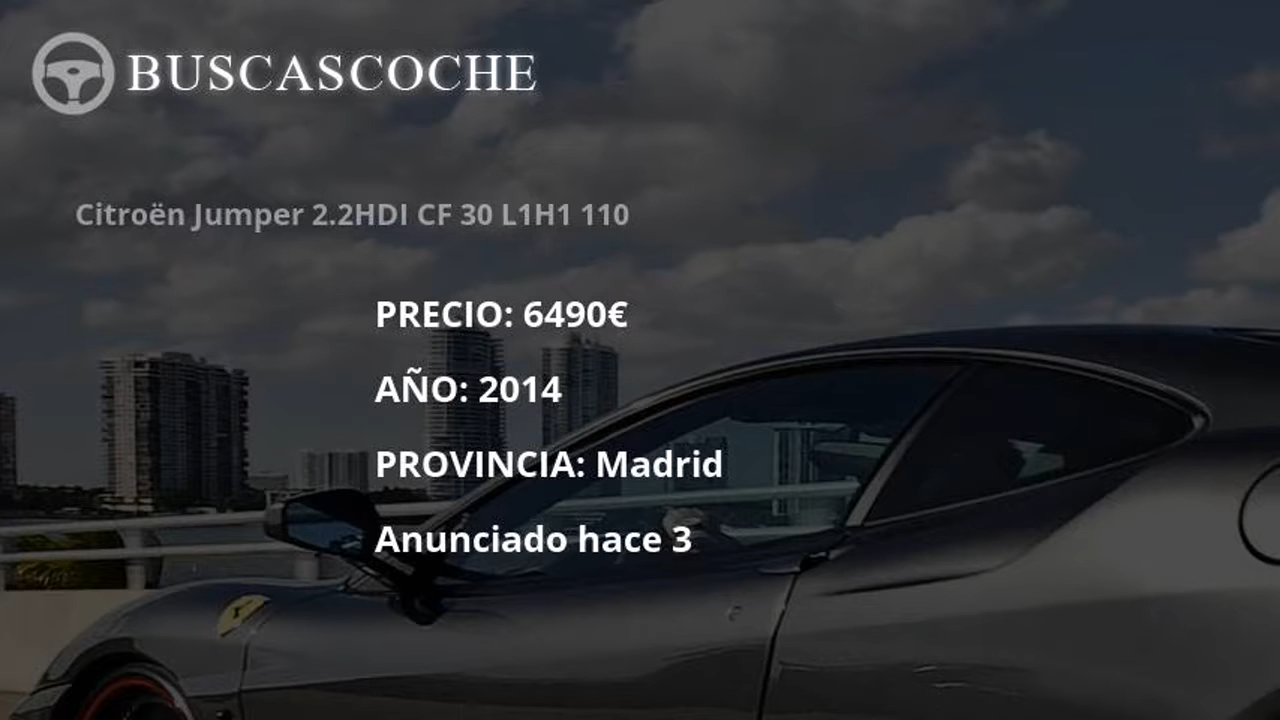 BUSCASCOCHE
Citroën Jumper 2.2HDI CF 30 L1H1 110
PRECIO: 6490€
AÑO: 2014
PROVINCIA: Madrid
Anunciado hace 3